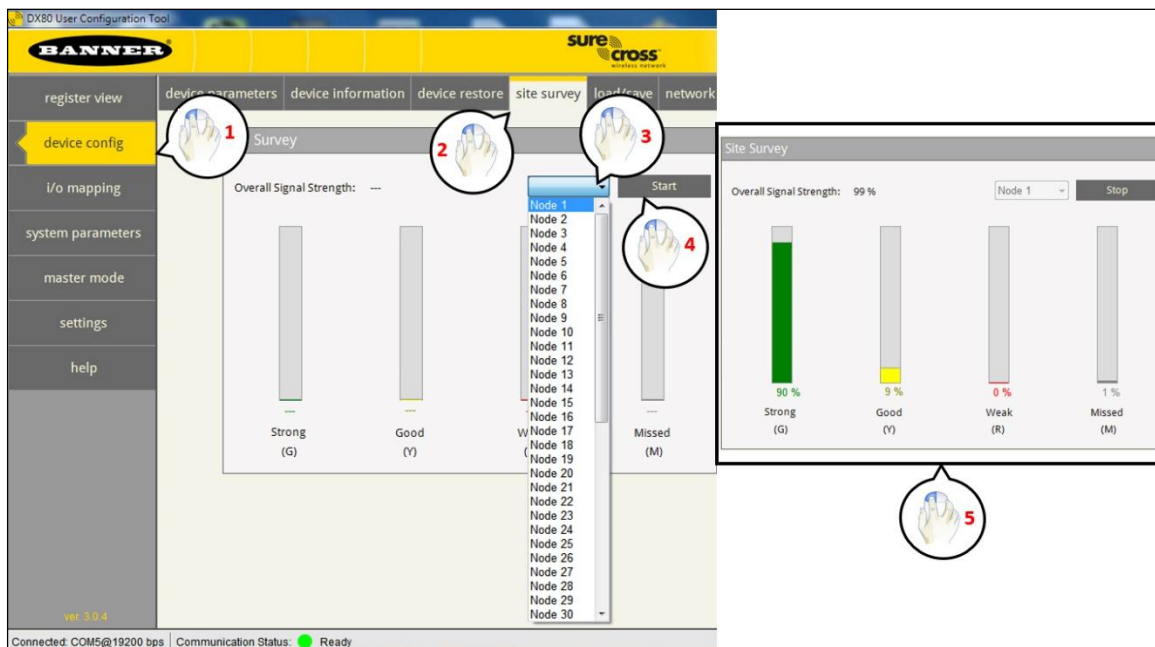 DX80 User Configuration Tool
BANNER
sure
cross
wireless network
register view
device config
i/o mapping
system parameters
master mode
settings
help
ver. 3.0.4
device parameters device information device restore site survey load/save network
1
2
3
4
Survey
Overall Signal Strength: ---
Start
Node 1
Node 2
Node 3
Node 4
Node 5
Node 6
Node 7
Node 8
Node 9
Node 10
Node 11
Node 12
Node 13
Node 14
Node 15
Node 16
Node 17
Node 18
Node 19
Node 20
Node 21
Node 22
Node 23
Node 24
Node 25
Node 26
Node 27
Node 28
Node 29
Node 30
--- --- ---
Strong Good W Missed
(G) (Y) ( (M)
Connected: COM5@19200 bps Communication Status: Ready
Site Survey
Overall Signal Strength: 99 % Node 1 Stop
90 % 9 % 0 % 1 %
Strong Good Weak Missed
(G) (Y) (R) (M)
5